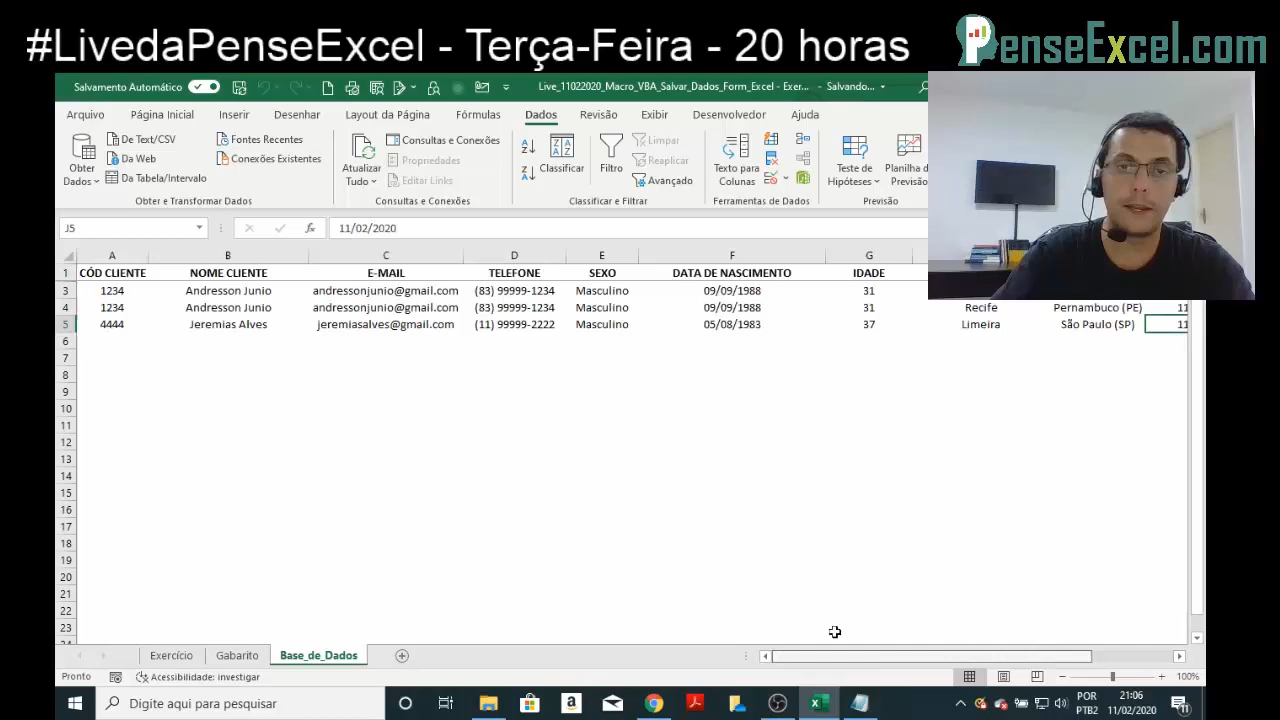 #LivedaPenseExcel - Terça-Feira - 20 horas
PenseExcel.com
Salvamento Automático
Live_11022020_Macro_VBA_Salvar_Dados_Form_Excel - Exer... - Salvando...
Arquivo Página Inicial Inserir Desenhar Layout da Página Fórmulas Dados Revisão Exibir Desenvolvedor Ajuda
Obter Dados
De Text/CSV
Da Web
Da Tabela/Intervalo
Fontes Recentes
Conexões Existentes
Obter e Transformar Dados
Atualizar Tudo
Consultas e Conexões
Propriedades
Editar Links
Consultas e Conexões
Classificar
Filtro
Limpar
Reaplicar
Avançado
Classificar e Filtrar
Texto para Colunas
Ferramentas de Dados
Teste de Hipóteses
Planilha de Previsão
Previsão
J5 fx 11/02/2020
A B C D E F G
1 CÓD CLIENTE NOME CLIENTE E-MAIL TELEFONE SEXO DATA DE NASCIMENTO IDADE
3 1234 Andresson Junio andressonjunio@gmail.com (83) 99999-1234 Masculino 09/09/1988 31
4 1234 Andresson Junio andressonjunio@gmail.com (83) 99999-1234 Masculino 09/09/1988 31 Recife Pernambuco (PE) 11
5 4444 Jeremias Alves jeremiasalves@gmail.com (11) 99999-2222 Masculino 05/08/1983 37 Limeira São Paulo (SP) 11
6
7
8
9
10
11
12
13
14
15
16
17
18
19
20
21
22
23
Exercício Gabarito Base_de_Dados
Pronto Acessibilidade: investigar 100%
Digite aqui para pesquisar
POR
PTB2
21:06
11/02/2020
11